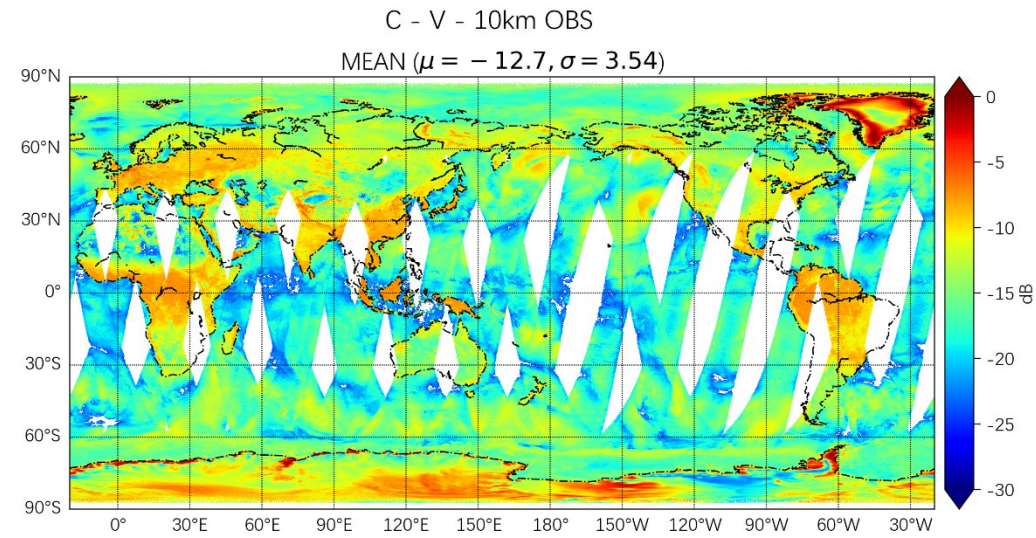 C - V - 10km OBS
MEAN (μ = − 12.7, σ = 3.54)
90°N
60°N
30°N
0°
30°S
60°S
90°S
0°
30°E
60°E
90°E
120°E
150°E
180°
150°W
120°W
90°W
60°W
30°W
0
-5
-10
-15
-20
-25
-30
dB